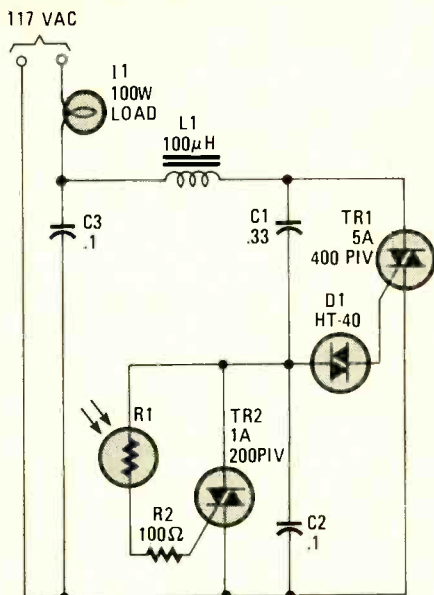 117 VAC
I1
100W
LOAD
L1
100μH
C3
.1
C1
.33
TR1
5A
400 PIV
D1
HT-40
R1
TR2
1A
200PIV
R2
100Ω
C2
.1